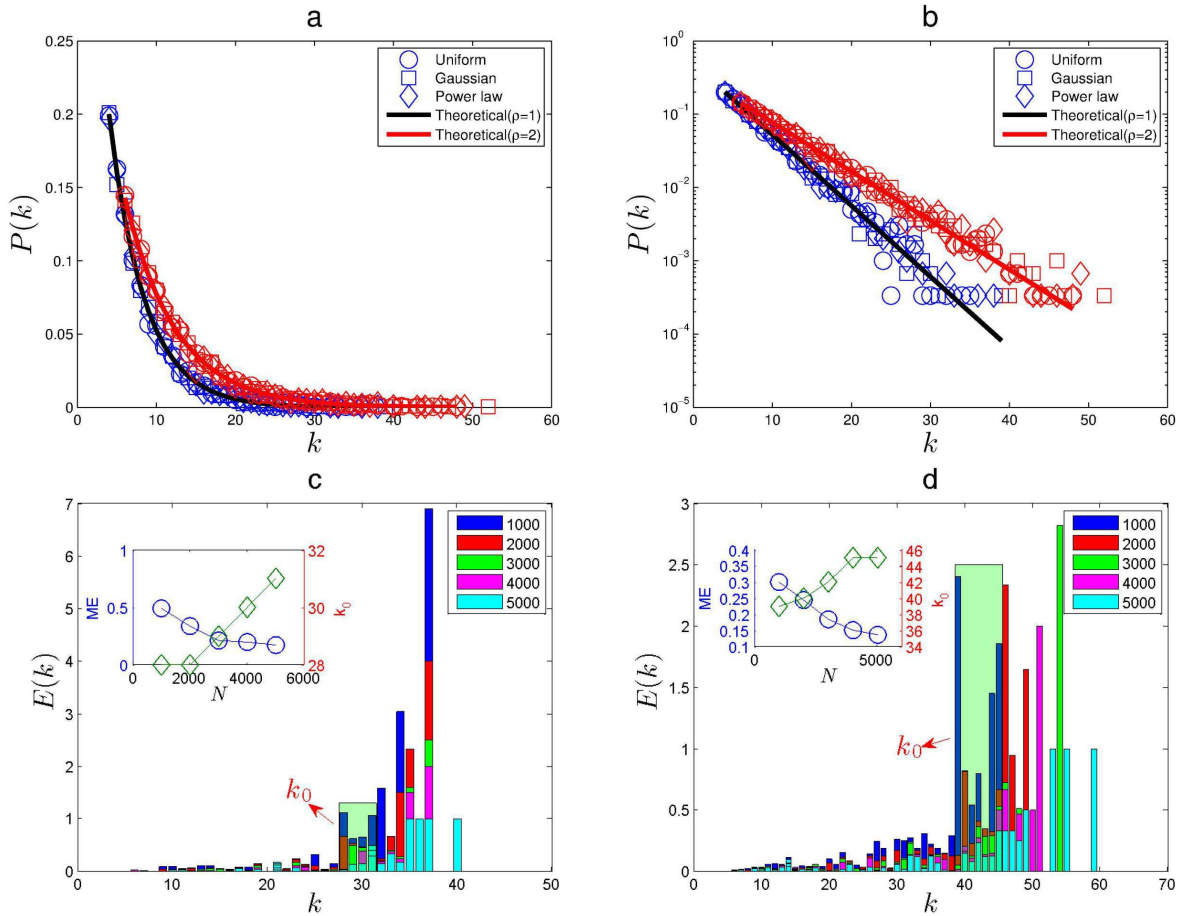 a
0.25
0.2
0.15
0.1
0.05
0
0 10 20 30 40 50 60
P(k)
k
Uniform
Gaussian
Power law
Theoretical(ρ=1)
Theoretical(ρ=2)
b
10^0
10^-1
10^-2
10^-3
10^-4
10^-5
0 10 20 30 40 50 60
P(k)
k
Uniform
Gaussian
Power law
Theoretical(ρ=1)
Theoretical(ρ=2)
c
7
6
5
4
3
2
1
0
0 10 20 30 40 50
E(k)
k
1000
2000
3000
4000
5000
1
0.5
0
ME
32
30
28
k₀
0 2000 4000 6000
N
k₀
d
3
2.5
2
1.5
1
0.5
0
0 10 20 30 40 50 60 70
E(k)
k
1000
2000
3000
4000
5000
0.4
0.35
0.3
0.25
0.2
0.15
0.1
ME
46
44
42
40
38
36
34
k₀
0 5000
N
k₀